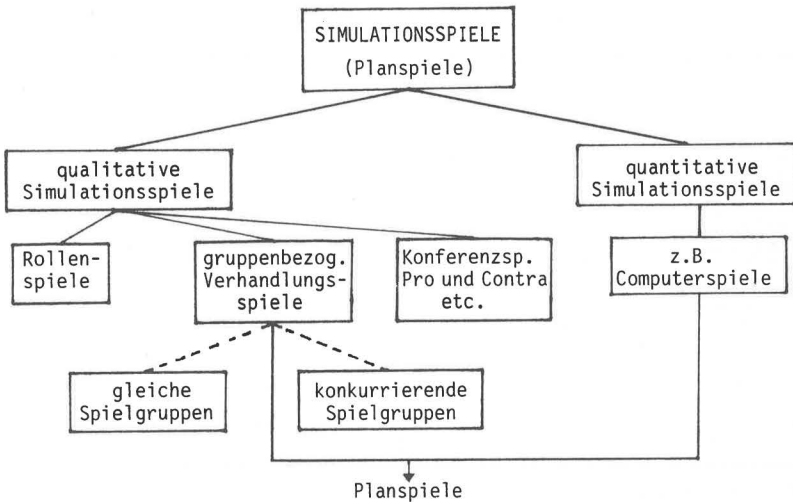 SIMULATIONSSPIELE
(Planspiele)
qualitative
Simulationsspiele
quantitative
Simulationsspiele
Rollen-
spiele
gruppenbezog.
Verhandlungs-
spiele
Konferenzsp.
Pro und Contra
etc.
z.B.
Computerspiele
gleiche
Spielgruppen
konkurrierende
Spielgruppen
Planspiele